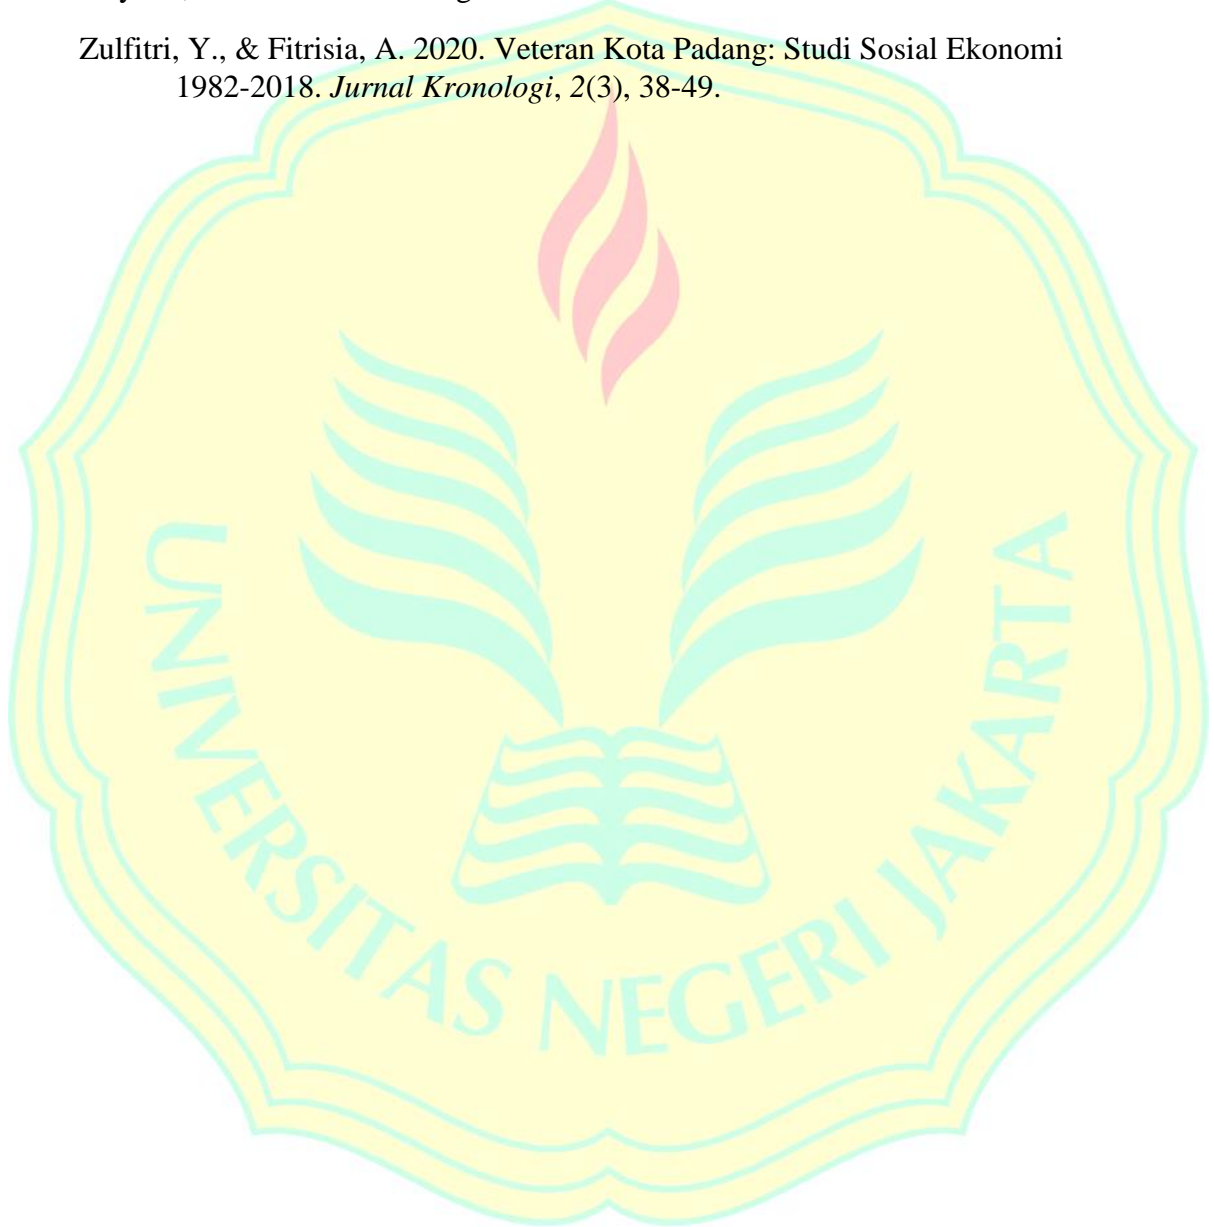 Zulfitri, Y., & Fitrisia, A. 2020. Veteran Kota Padang: Studi Sosial Ekonomi
1982-2018. Jurnal Kronologi, 2(3), 38-49.
UNIVERSITAS NEGERI JAKARTA